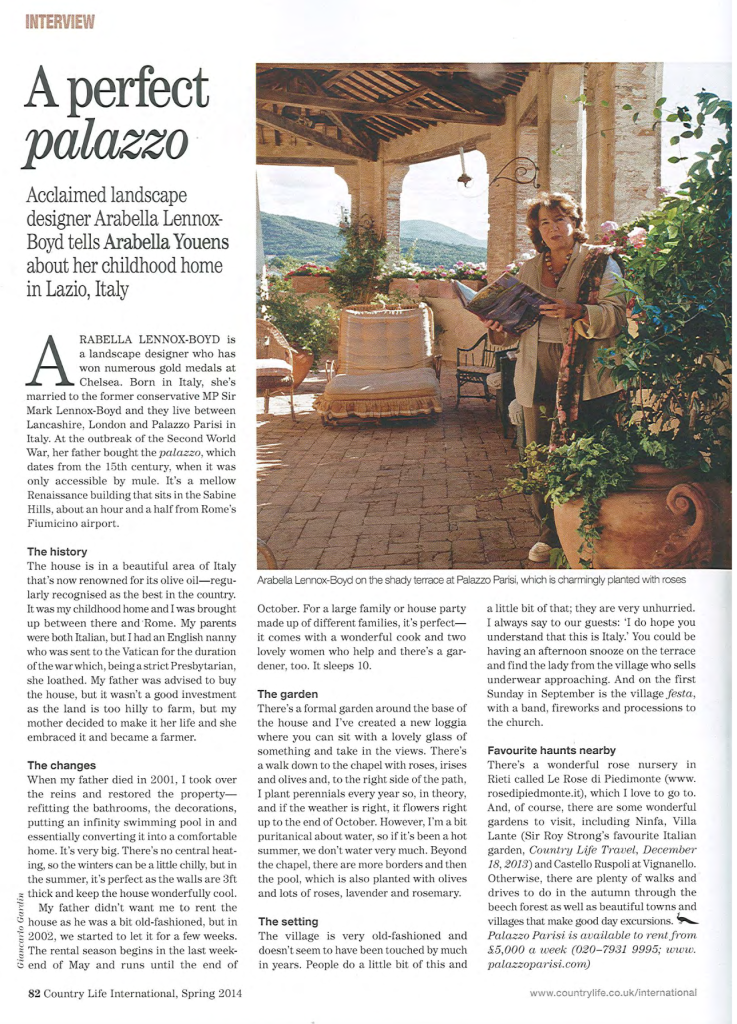 INTERVIEW
A perfect
palazzo
Acclaimed landscape
designer Arabella Lennox-
Boyd tells Arabella Youens
about her childhood home
in Lazio, Italy
ARABELLA LENNOX-BOYD is
a landscape designer who has
won numerous gold medals at
Chelsea. Born in Italy, she's
married to the former conservative MP Sir
Mark Lennox-Boyd and they live between
Lancashire, London and Palazzo Parisi in
Italy. At the outbreak of the Second World
War, her father bought the palazzo, which
dates from the 15th century, when it was
only accessible by mule. It's a mellow
Renaissance building that sits in the Sabine
Hills, about an hour and a half from Rome's
Fiumicino airport.
The history
The house is in a beautiful area of Italy
that's now renowned for its olive oil—regu-
larly recognised as the best in the country.
It was my childhood home and I was brought
up between there and Rome. My parents
were both Italian, but I had an English nanny
who was sent to the Vatican for the duration
of the war which, being a strict Presbytarian,
she loathed. My father was advised to buy
the house, but it wasn't a good investment
as the land is too hilly to farm, but my
mother decided to make it her life and she
embraced it and became a farmer.
The changes
When my father died in 2001, I took over
the reins and restored the property—
refitting the bathrooms, the decorations,
putting an infinity swimming pool in and
essentially converting it into a comfortable
home. It's very big. There's no central heat-
ing, so the winters can be a little chilly, but in
the summer, it's perfect as the walls are 3ft
thick and keep the house wonderfully cool.
My father didn't want me to rent the
house as he was a bit old-fashioned, but in
2002, we started to let it for a few weeks.
The rental season begins in the last week-
end of May and runs until the end of
Giancarlo Gardin
Arabella Lennox-Boyd on the shady terrace at Palazzo Parisi, which is charmingly planted with roses
October. For a large family or house party
made up of different families, it's perfect—
it comes with a wonderful cook and two
lovely women who help and there's a gar-
dener, too. It sleeps 10.
The garden
There's a formal garden around the base of
the house and I've created a new loggia
where you can sit with a lovely glass of
something and take in the views. There's
a walk down to the chapel with roses, irises
and olives and, to the right side of the path,
I plant perennials every year so, in theory,
and if the weather is right, it flowers right
up to the end of October. However, I'm a bit
puritanical about water, so if it's been a hot
summer, we don't water very much. Beyond
the chapel, there are more borders and then
the pool, which is also planted with olives
and lots of roses, lavender and rosemary.
The setting
The village is very old-fashioned and
doesn't seem to have been touched by much
in years. People do a little bit of this and
a little bit of that; they are very unhurried.
I always say to our guests: 'I do hope you
understand that this is Italy.' You could be
having an afternoon snooze on the terrace
and find the lady from the village who sells
underwear approaching. And on the first
Sunday in September is the village festa,
with a band, fireworks and processions to
the church.
Favourite haunts nearby
There's a wonderful rose nursery in
Rieti called Le Rose di Piedimonte (www.
rosedipiedmonte.it), which I love to go to.
And, of course, there are some wonderful
gardens to visit, including Ninfa, Villa
Lante (Sir Roy Strong's favourite Italian
garden, Country Life Travel, December
18, 2013) and Castello Ruspoli at Vignanello.
Otherwise, there are plenty of walks and
drives to do in the autumn through the
beech forest as well as beautiful towns and
villages that make good day excursions.
Palazzo Parisi is available to rent from
£5,000 a week (020–7931 9995; www.
palazzoparisi.com)
82 Country Life International, Spring 2014
www.countrylife.co.uk/international